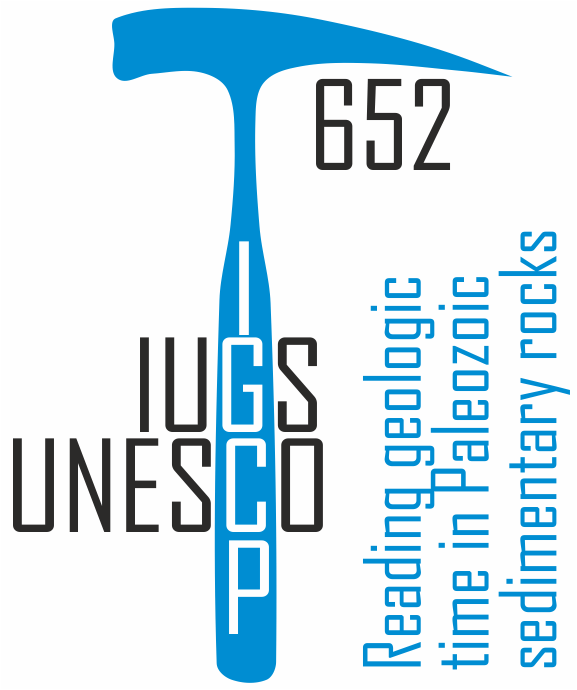 652
IGCP
IUGS
UNESCO
Reading geologic
time in Paleozoic
sedimentary rocks